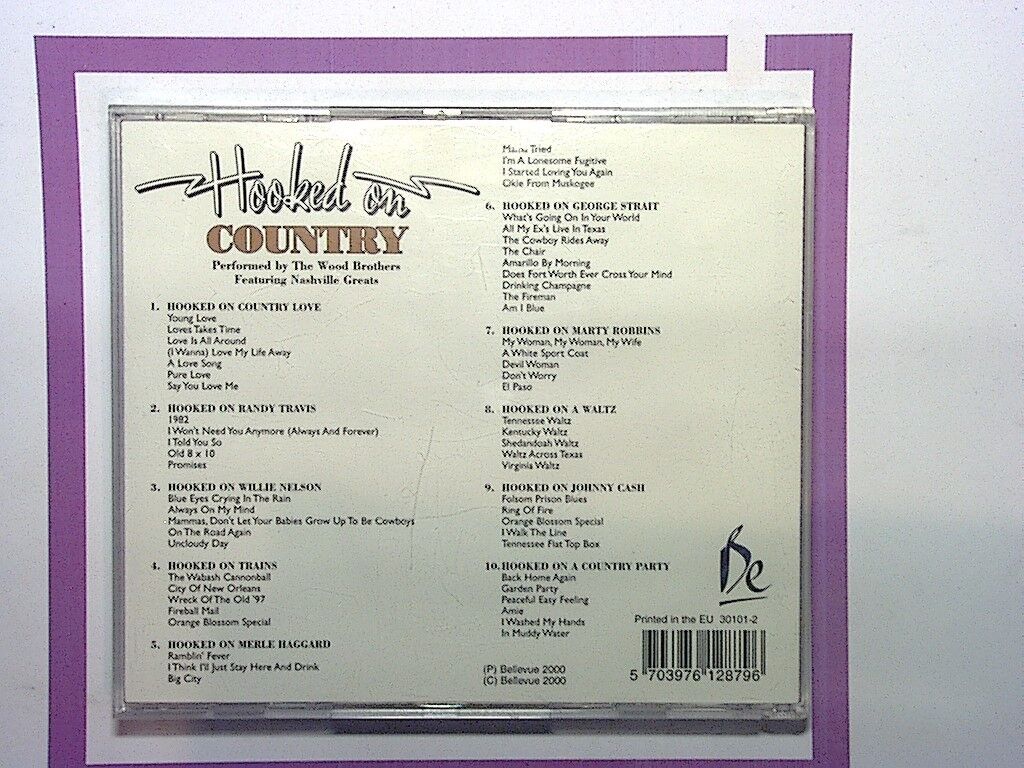 Hooked on
COUNTRY
Performed by The Wood Brothers
Featuring Nashville Greats
1. HOOKED ON COUNTRY LOVE
Young Love
Loves Takes Time
Love Is All Around
(I Wanna) Love My Life Away
A Love Song
Pure Love
Say You Love Me
2. HOOKED ON RANDY TRAVIS
1982
I Won't Need You Anymore (Always And Forever)
I Told You So
Old 8 x 10
Promises
3. HOOKED ON WILLIE NELSON
Blue Eyes Crying In The Rain
Always On My Mind
Mammas, Don't Let Your Babies Grow Up To Be Cowboys
On The Road Again
Uncloudy Day
4. HOOKED ON TRAINS
The Wabash Cannonball
City Of New Orleans
Wreck Of The Old '97
Fireball Mail
Orange Blossom Special
5. HOOKED ON MERLE HAGGARD
Ramblin' Fever
I Think I'll Just Stay Here And Drink
Big City
Tried
I'm A Lonesome Fugitive
I Started Loving You Again
Okie From Muskogee
6. HOOKED ON GEORGE STRAIT
What's Going On In Your World
All My Ex's Live In Texas
The Cowboy Rides Away
The Chair
Amarillo By Morning
Does Fort Worth Ever Cross Your Mind
Drinking Champagne
The Fireman
Am I Blue
7. HOOKED ON MARTY ROBBINS
My Woman, My Woman, My Wife
A White Sport Coat
Devil Woman
Don't Worry
El Paso
8. HOOKED ON A WALTZ
Tennessee Waltz
Kentucky Waltz
Shedandoah Waltz
Waltz Across Texas
Virginia Waltz
9. HOOKED ON JOHNNY CASH
Folsom Prison Blues
Ring Of Fire
Orange Blossom Special
I Walk The Line
Tennessee Flat Top Box
10. HOOKED ON A COUNTRY PARTY
Back Home Again
Garden Party
Peaceful Easy Feeling
Amie
I Washed My Hands
In Muddy Water
(P) Bellevue 2000
(C) Bellevue 2000
Be
Printed in the EU 30101-2
5 703976 128796